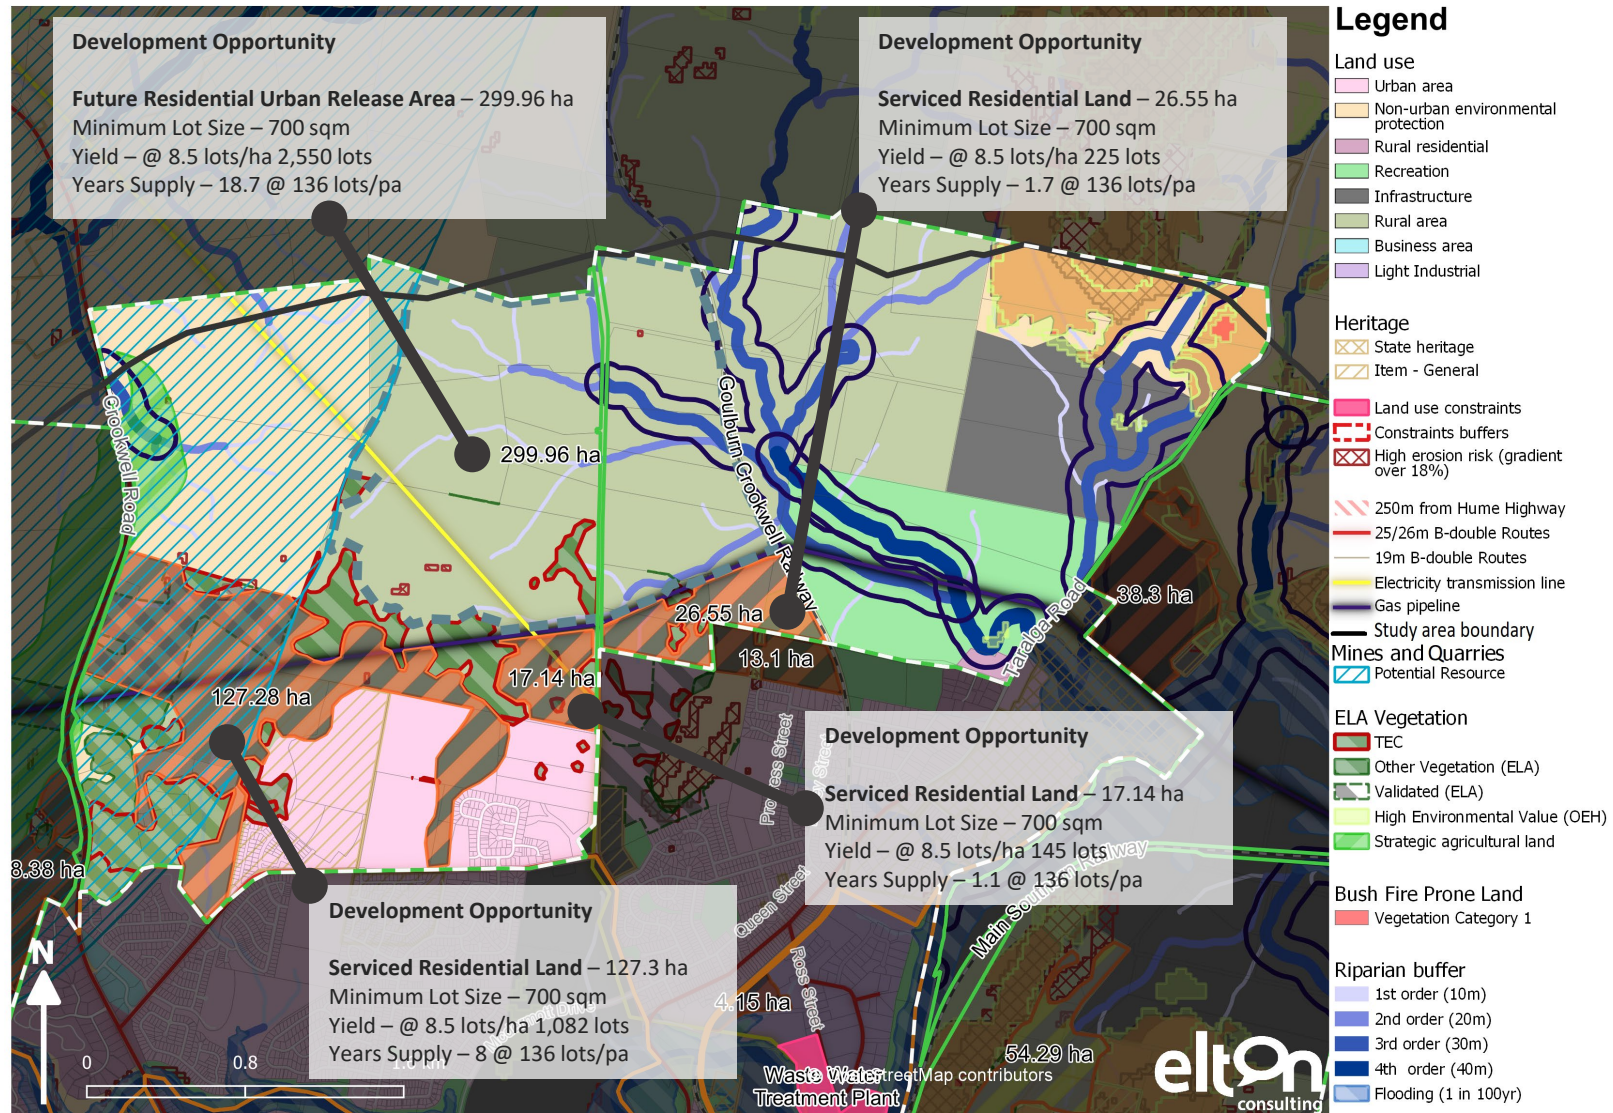 Development Opportunity
Future Residential Urban Release Area – 299.96 ha
Minimum Lot Size – 700 sqm
Yield – @ 8.5 lots/ha 2,550 lots
Years Supply – 18.7 @ 136 lots/pa
Development Opportunity
Serviced Residential Land – 26.55 ha
Minimum Lot Size – 700 sqm
Yield – @ 8.5 lots/ha 225 lots
Years Supply – 1.7 @ 136 lots/pa
Crookwell Road
299.96 ha
Goulburn Crookwell Railway
26.55 ha
13.1 ha
38.3 ha
Taralga Road
17.14 ha
127.28 ha
8.38 ha
Development Opportunity
Serviced Residential Land – 17.14 ha
Minimum Lot Size – 700 sqm
Yield – @ 8.5 lots/ha 145 lots
Years Supply – 1.1 @ 136 lots/pa
Progress Street
Queen Street
Ross Street
Main Southern Railway
Development Opportunity
Serviced Residential Land – 127.3 ha
Minimum Lot Size – 700 sqm
Yield – @ 8.5 lots/ha 1,082 lots
Years Supply – 8 @ 136 lots/pa
4.15 ha
54.29 ha
Waste Water
Treatment Plant
StreetMap contributors
N
0 0.8
elton
consulting
Legend
Land use
Urban area
Non-urban environmental
protection
Rural residential
Recreation
Infrastructure
Rural area
Business area
Light Industrial
Heritage
State heritage
Item - General
Land use constraints
Constraints buffers
High erosion risk (gradient
over 18%)
250m from Hume Highway
25/26m B-double Routes
19m B-double Routes
Electricity transmission line
Gas pipeline
Study area boundary
Mines and Quarries
Potential Resource
ELA Vegetation
TEC
Other Vegetation (ELA)
Validated (ELA)
High Environmental Value (OEH)
Strategic agricultural land
Bush Fire Prone Land
Vegetation Category 1
Riparian buffer
1st order (10m)
2nd order (20m)
3rd order (30m)
4th order (40m)
Flooding (1 in 100yr)